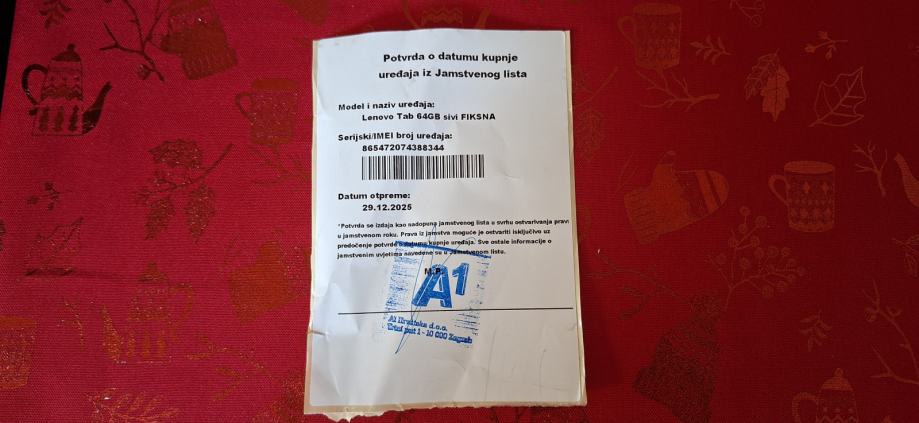 Potvrda o datumu kupnje
uređaja iz Jamstvenog lista
Model i naziv uređaja:
Lenovo Tab 64GB sivi FIKSNA
Serijski/IMEI broj uređaja:
865472074388344
Datum otpreme:
29.12.2025
*Potvrda se izdaje kao nadopuna jamstvenog lista u svrhu ostvarivanja prava
u jamstvenom roku. Prava iz jamstva moguće je ostvariti isključivo uz
predočenje potvrde o datumu kupnje uređaja. Sve ostale informacije o
jamstvenim uvjetima navedene su u Jamstvenom listu.
M.P.
A1
A1 Hrvatska d.o.o.
Vrtni put 1 - 10 000 Zagreb